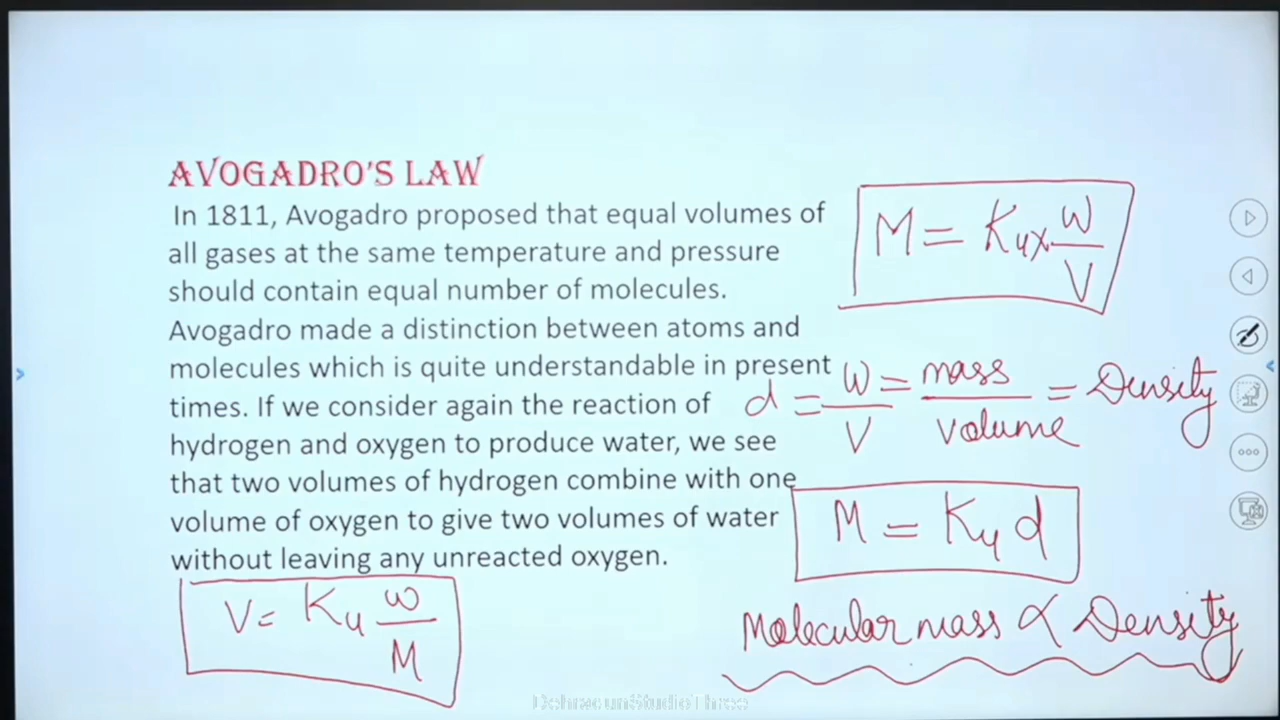 AVOGADRO'S LAW
In 1811, Avogadro proposed that equal volumes of
all gases at the same temperature and pressure
should contain equal number of molecules.
Avogadro made a distinction between atoms and
molecules which is quite understandable in present
times. If we consider again the reaction of
hydrogen and oxygen to produce water, we see
that two volumes of hydrogen combine with one
volume of oxygen to give two volumes of water
without leaving any unreacted oxygen.
V = K₄ w/M
M = K₄ x w/V
d = w/V = mass/volume = Density
M = K₄ d
Molecular mass ∝ Density